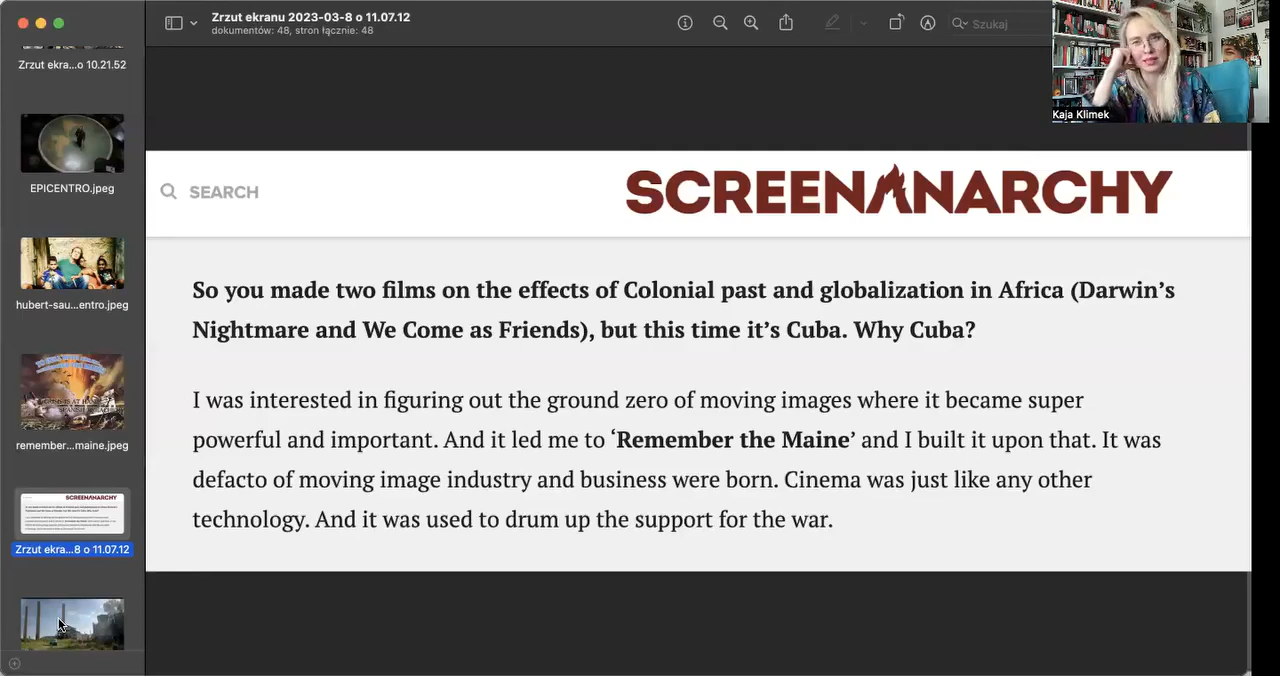 Zrzut ekranu 2023-03-8 o 11.07.12
dokumentów: 48, stron łącznie: 48
Szukaj
Kaja Klimek
Zrzut ekra...o 10.21.52
EPICENTRO.jpeg
hubert-sau...entro.jpeg
remember...maine.jpeg
SCREENANARCHY
Zrzut ekra...8 o 11.07.12
SEARCH
SCREENANARCHY
So you made two films on the effects of Colonial past and globalization in Africa (Darwin’s
Nightmare and We Come as Friends), but this time it’s Cuba. Why Cuba?
I was interested in figuring out the ground zero of moving images where it became super
powerful and important. And it led me to ‘Remember the Maine’ and I built it upon that. It was
defacto of moving image industry and business were born. Cinema was just like any other
technology. And it was used to drum up the support for the war.